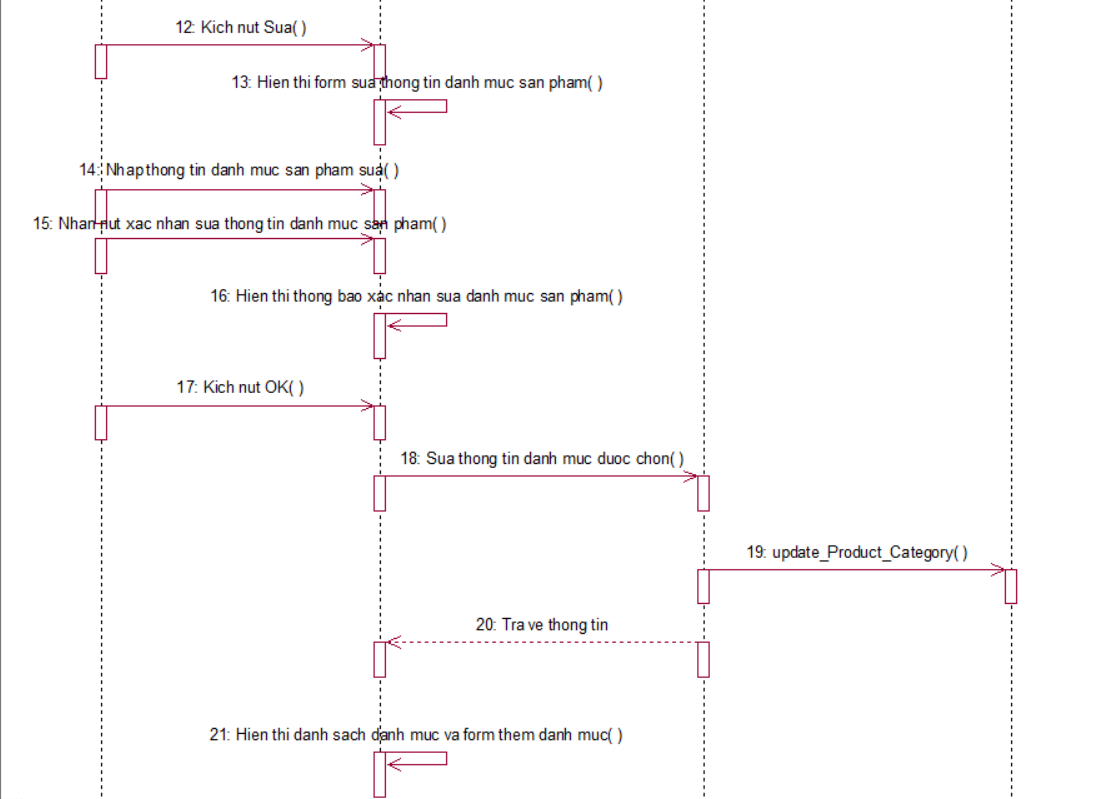 12: Kich nut Sua( )
13: Hien thi form sua thong tin danh muc san pham( )
14: Nhap thong tin danh muc san pham sua( )
15: Nhan nut xac nhan sua thong tin danh muc san pham( )
16: Hien thi thong bao xac nhan sua danh muc san pham( )
17: Kich nut OK( )
18: Sua thong tin danh muc duoc chon( )
19: update_Product_Category( )
20: Tra ve thong tin
21: Hien thi danh sach danh muc va form them danh muc( )